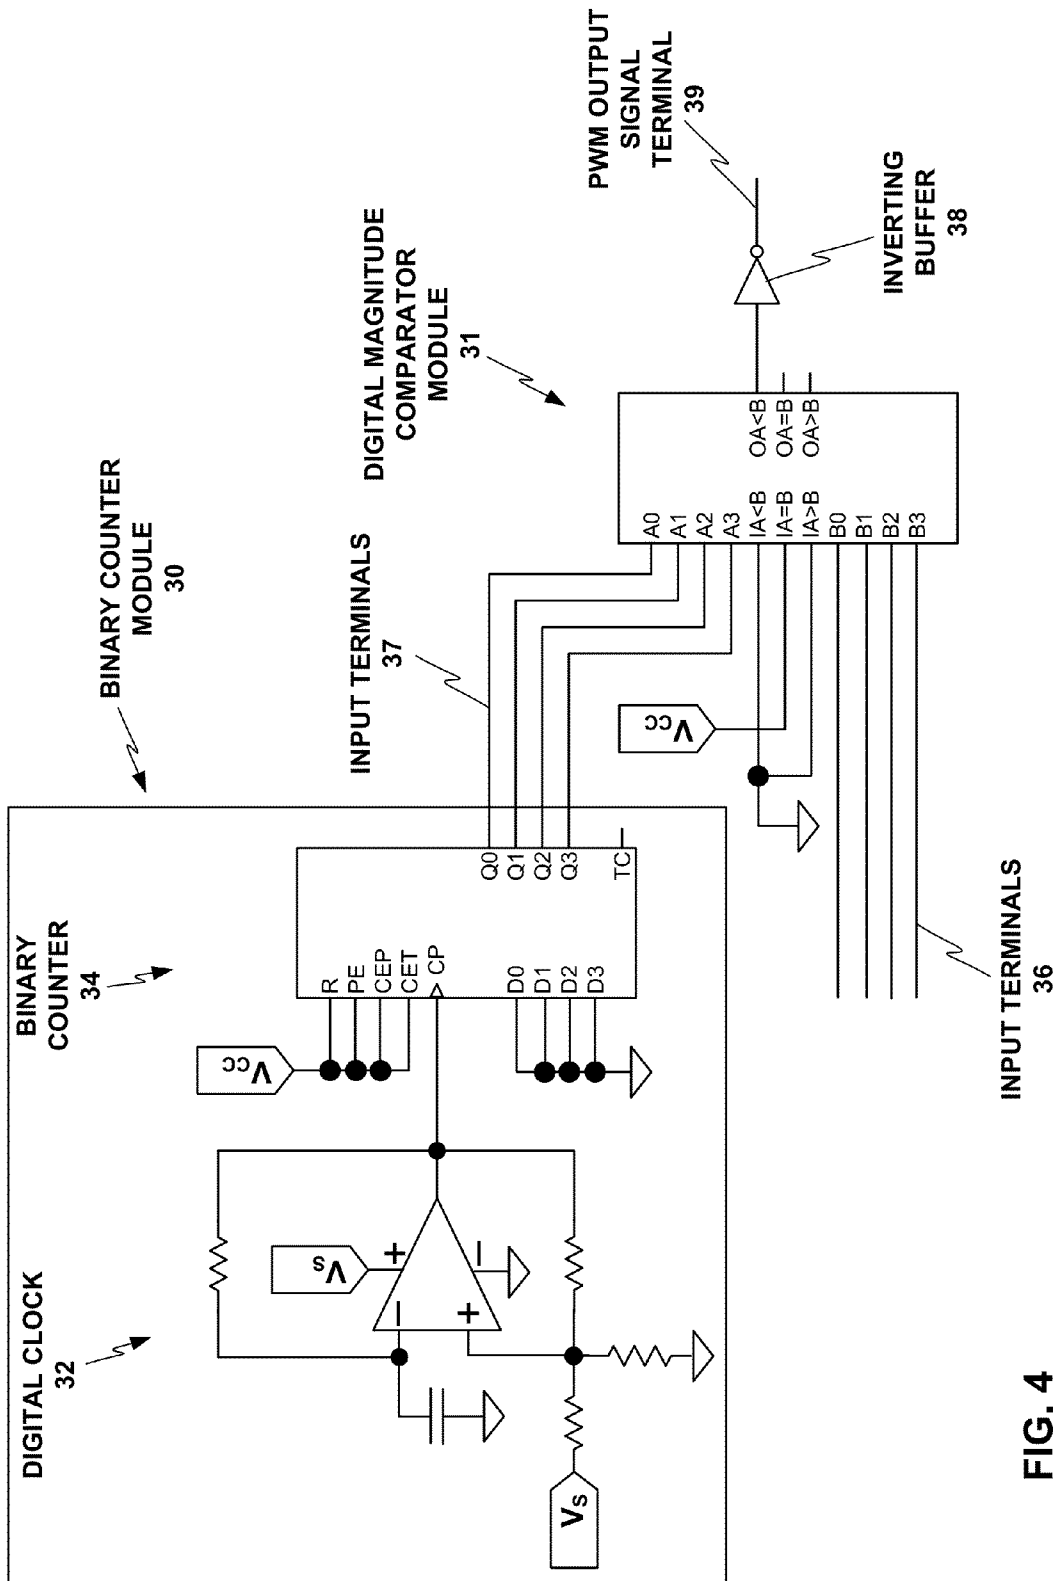 BINARY COUNTER
MODULE
30
DIGITAL CLOCK
32
BINARY
COUNTER
34
VS
VS
+
−
−
+
VCC
R
PE
CEP
CET
CP
D0
D1
D2
D3
Q0
Q1
Q2
Q3
TC
INPUT TERMINALS
37
DIGITAL MAGNITUDE
COMPARATOR
MODULE
31
VCC
A0
A1
A2
A3
IA<B
IA=B
IA>B
B0
B1
B2
B3
OA<B
OA=B
OA>B
PWM OUTPUT
SIGNAL
TERMINAL
39
INVERTING
BUFFER
38
INPUT TERMINALS
36
FIG. 4